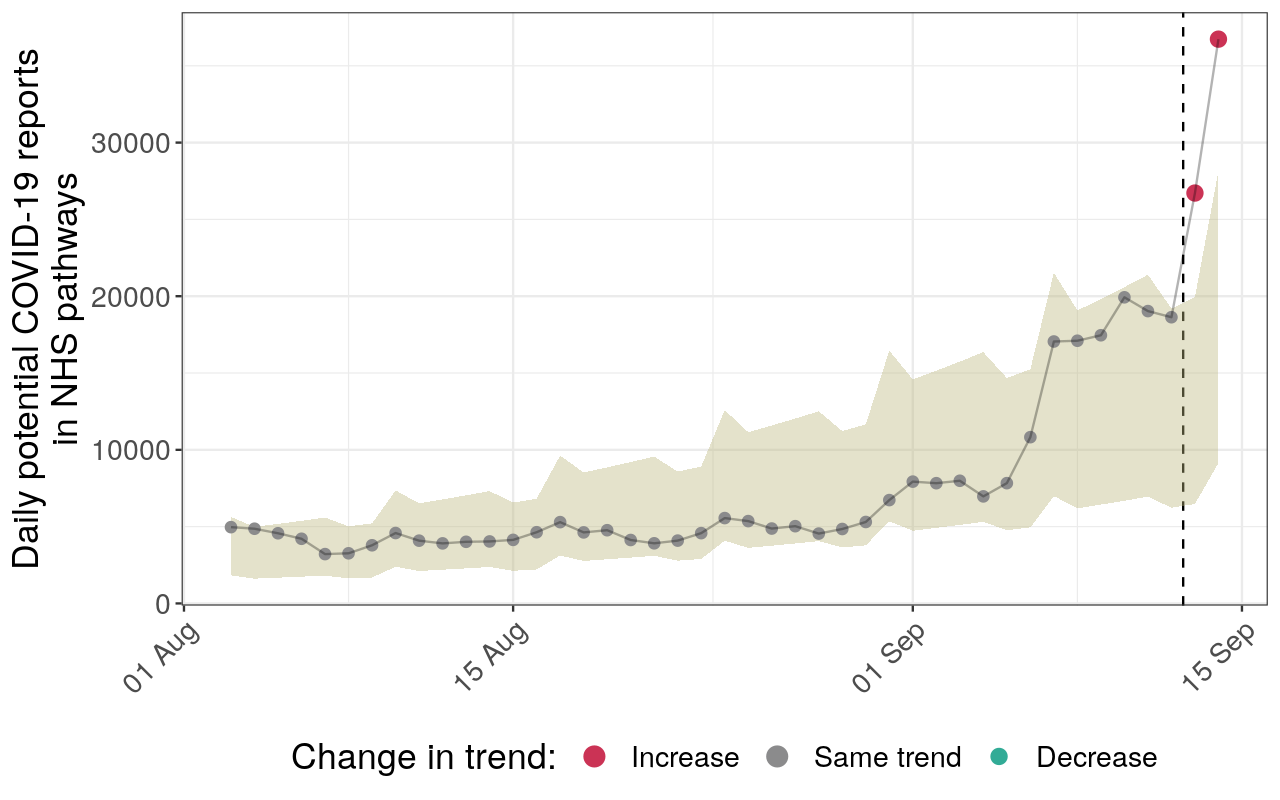 Daily potential COVID-19 reports
in NHS pathways
30000
20000
10000
0
01 Aug
15 Aug
01 Sep
15 Sep
Change in trend: Increase Same trend Decrease